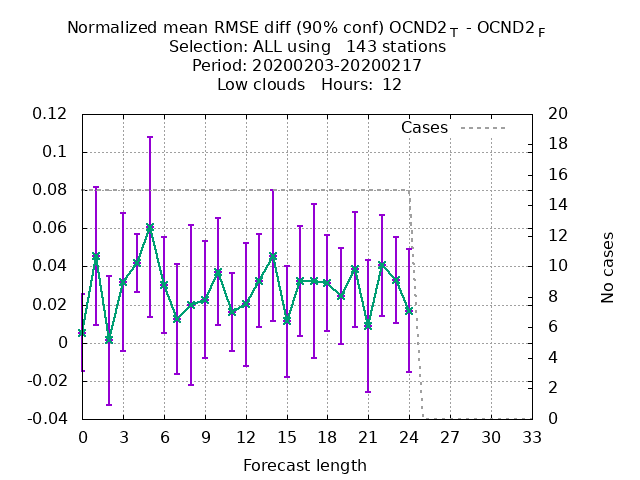 Normalized mean RMSE diff (90% conf) OCND2 T - OCND2 F
Selection: ALL using 143 stations
Period: 20200203-20200217
Low clouds Hours: 12
Cases
0.12
0.1
0.08
0.06
0.04
0.02
0
-0.02
-0.04
20
18
16
14
12
10
8
6
4
2
0
No cases
0 3 6 9 12 15 18 21 24 27 30 33
Forecast length